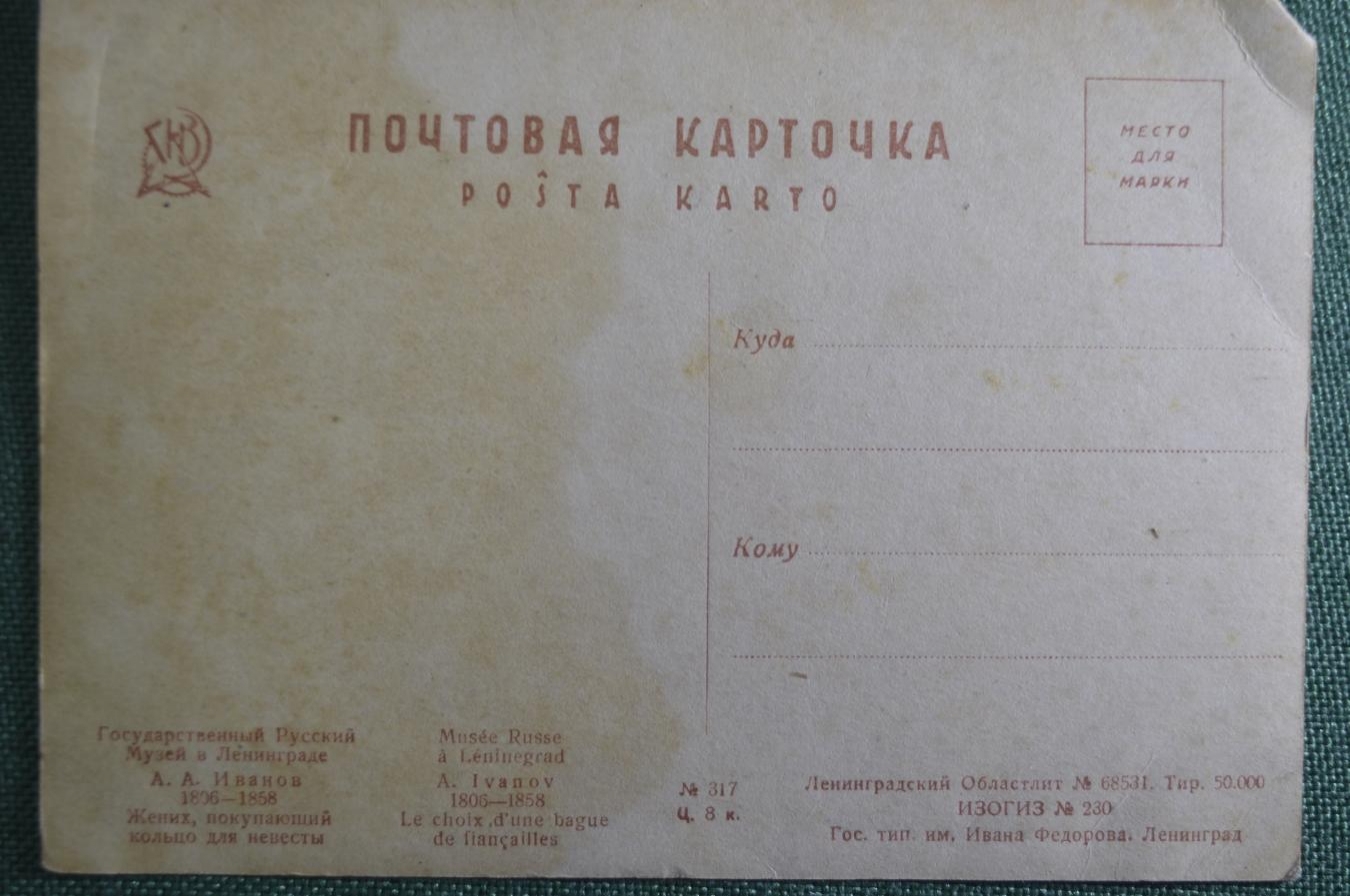 ПОЧТОВАЯ КАРТОЧКА
POŜTA KARTO
МЕСТО
ДЛЯ
МАРКИ
Куда
Кому
Государственный Русский
Музей в Ленинграде
А. А. Иванов
1806—1858
Жених, покупающий
кольцо для невесты
Musée Russe
à Léninegrad
A. Ivanov
1806—1858
Le choix d'une bague
de fiançailles
№ 317
Ц. 8 к.
Ленинградский Областлит № 68531. Тир. 50.000
ИЗОГИЗ № 230
Гос. тип. им. Ивана Федорова. Ленинград